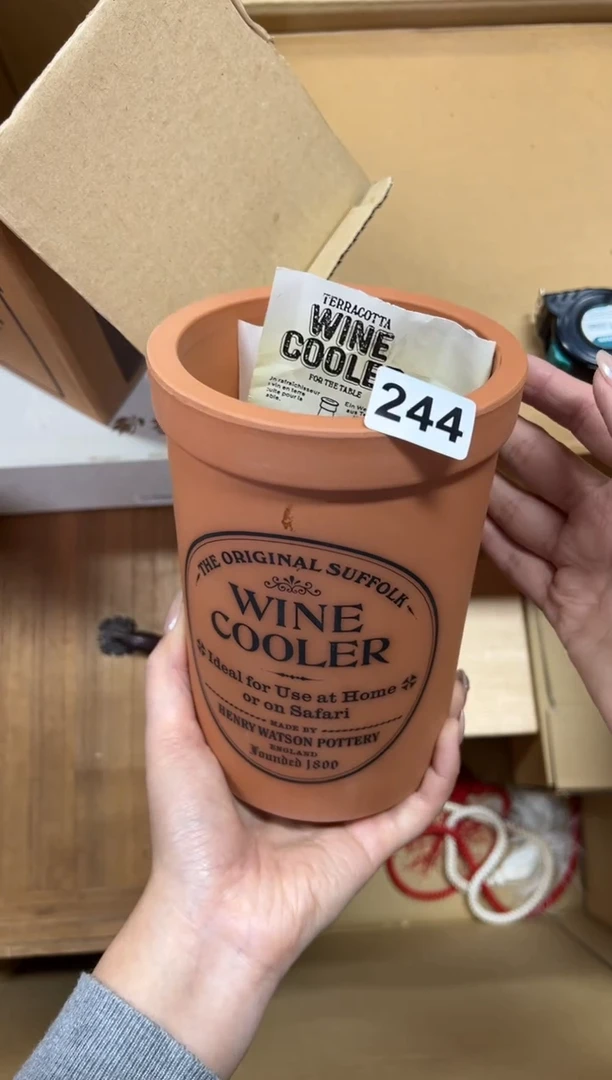 TERRACOTTA
WINE
COOLER
FOR THE TABLE
244
THE ORIGINAL SUFFOLK
WINE
COOLER
Ideal for Use at Home
or on Safari
MADE BY
HENRY WATSON POTTERY
ENGLAND
Founded 1800